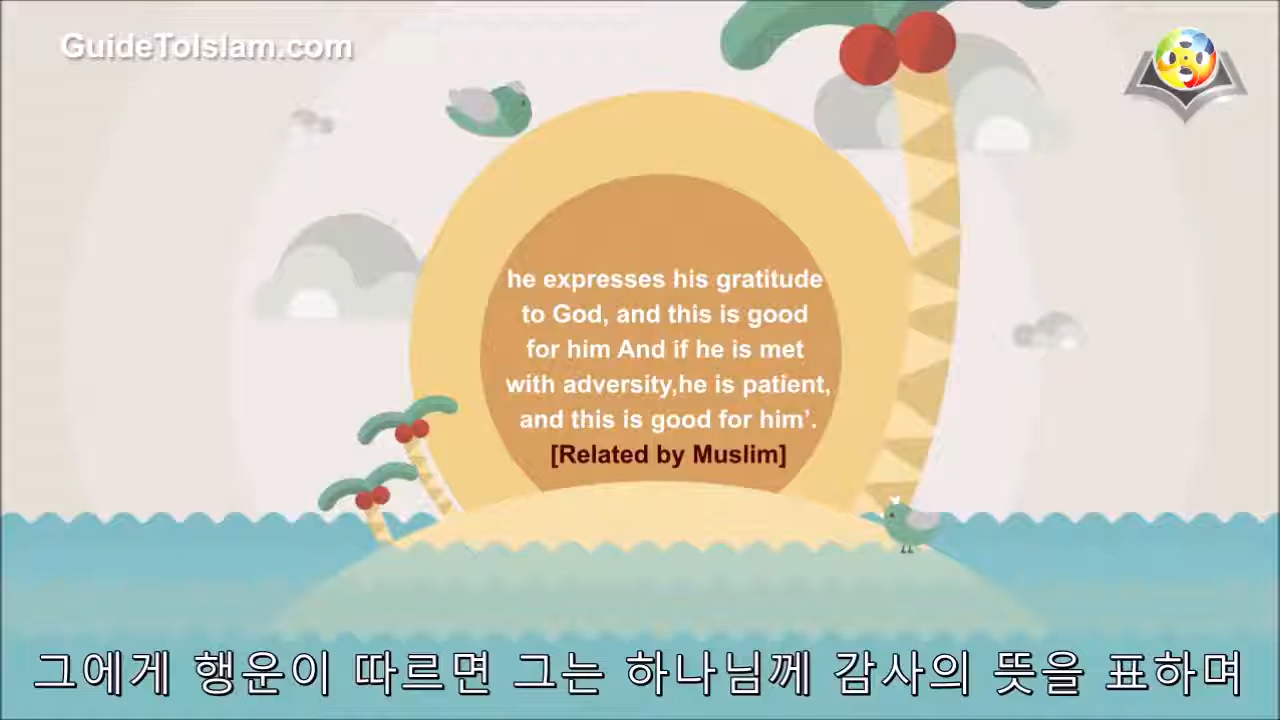 GuideToIslam.com
he expresses his gratitude
to God, and this is good
for him And if he is met
with adversity,he is patient,
and this is good for him’.
[Related by Muslim]
그에게 행운이 따르면 그는 하나님께 감사의 뜻을 표하며